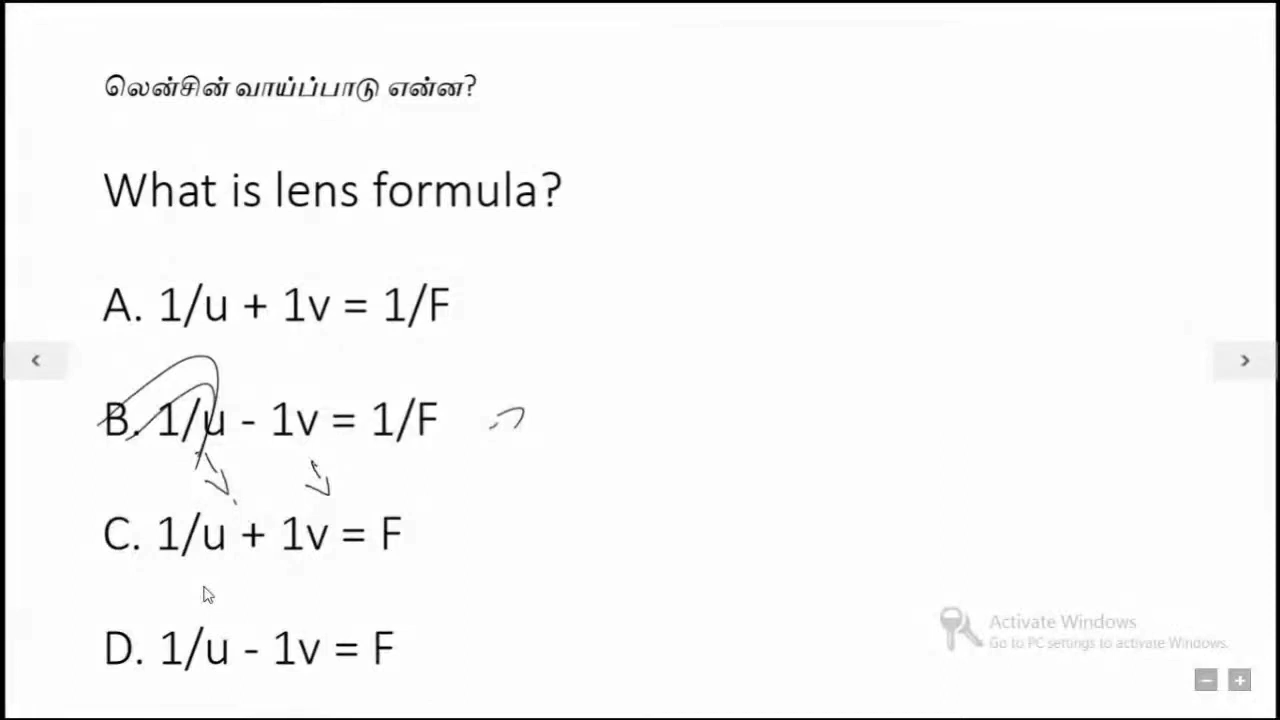 லென்சின் வாய்ப்பாடு என்ன?
What is lens formula?
A. 1/u + 1v = 1/F
B. 1/u - 1v = 1/F
C. 1/u + 1v = F
D. 1/u - 1v = F
Activate Windows
Go to PC settings to activate Windows.